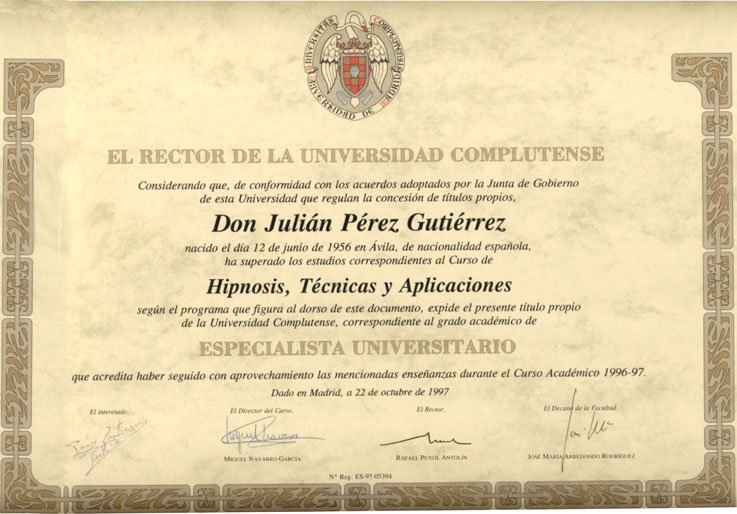 UNIVERSITAS COMPLUTENSIS
UNIVERSIDAD DE MADRID
EL RECTOR DE LA UNIVERSIDAD COMPLUTENSE
Considerando que, de conformidad con los acuerdos adoptados por la Junta de Gobierno
de esta Universidad que regulan la concesión de títulos propios,
Don Julián Pérez Gutiérrez
nacido el día 12 de junio de 1956 en Ávila, de nacionalidad española,
ha superado los estudios correspondientes al Curso de
Hipnosis, Técnicas y Aplicaciones
según el programa que figura al dorso de este documento, expide el presente título propio
de la Universidad Complutense, correspondiente al grado académico de
ESPECIALISTA UNIVERSITARIO
que acredita haber seguido con aprovechamiento las mencionadas enseñanzas durante el Curso Académico 1996-97.
Dado en Madrid, a 22 de octubre de 1997
El interesado, El Director del Curso, El Rector, El Decano de la Facultad,
MIGUEL NAVARRO GARCÍA RAFAEL PUYOL ANTOLÍN JOSÉ MARÍA ARREDONDO RODRÍGUEZ
Nº Reg. ES-97-05394